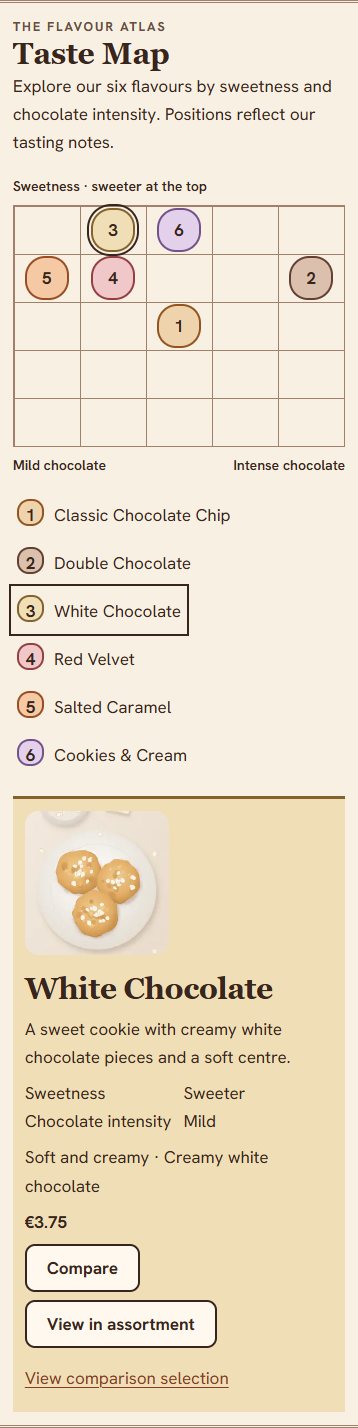 THE FLAVOUR ATLAS
Taste Map
Explore our six flavours by sweetness and
chocolate intensity. Positions reflect our
tasting notes.
Sweetness · sweeter at the top
3
6
5
4
2
1
Mild chocolate
Intense chocolate
1 Classic Chocolate Chip
2 Double Chocolate
3 White Chocolate
4 Red Velvet
5 Salted Caramel
6 Cookies & Cream
White Chocolate
A sweet cookie with creamy white
chocolate pieces and a soft centre.
Sweetness Sweeter
Chocolate intensity Mild
Soft and creamy · Creamy white
chocolate
€3.75
Compare
View in assortment
View comparison selection